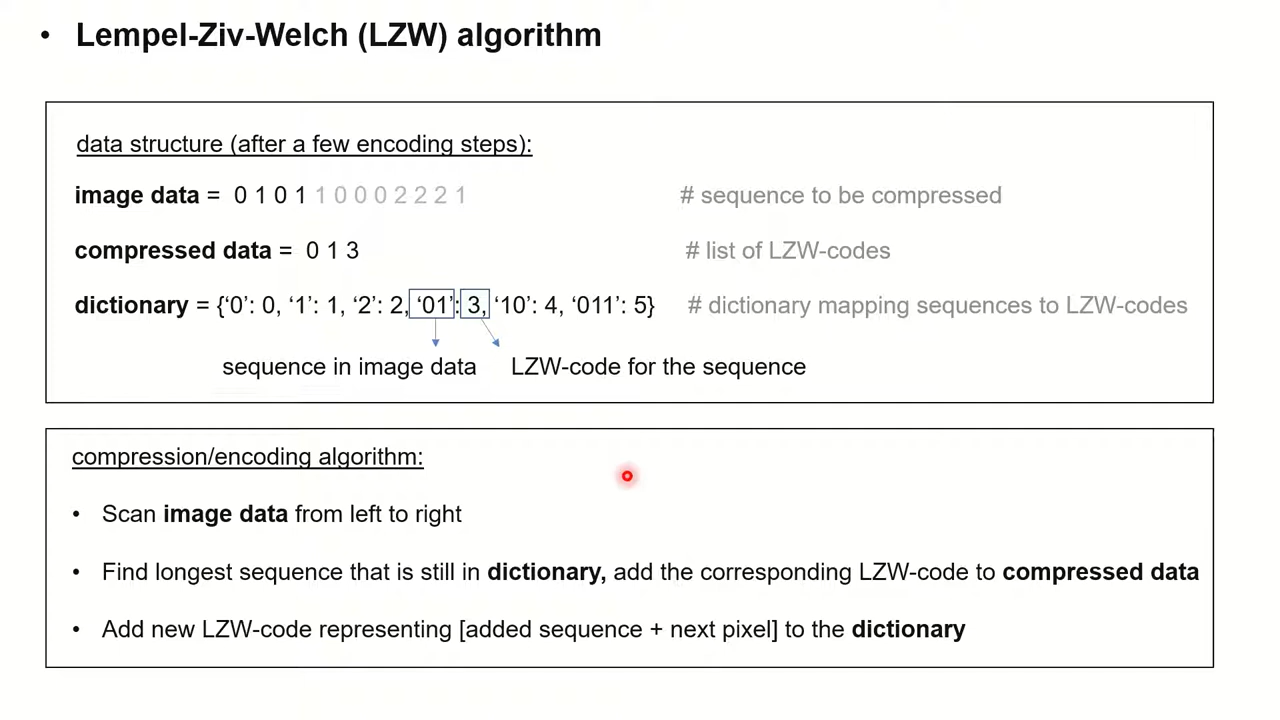 • Lempel-Ziv-Welch (LZW) algorithm
data structure (after a few encoding steps):
image data = 0 1 0 1 1 0 0 0 2 2 2 1 # sequence to be compressed
compressed data = 0 1 3 # list of LZW-codes
dictionary = {‘0’: 0, ‘1’: 1, ‘2’: 2, ‘01’: 3, ‘10’: 4, ‘011’: 5} # dictionary mapping sequences to LZW-codes
sequence in image data LZW-code for the sequence
compression/encoding algorithm:
• Scan image data from left to right
• Find longest sequence that is still in dictionary, add the corresponding LZW-code to compressed data
• Add new LZW-code representing [added sequence + next pixel] to the dictionary